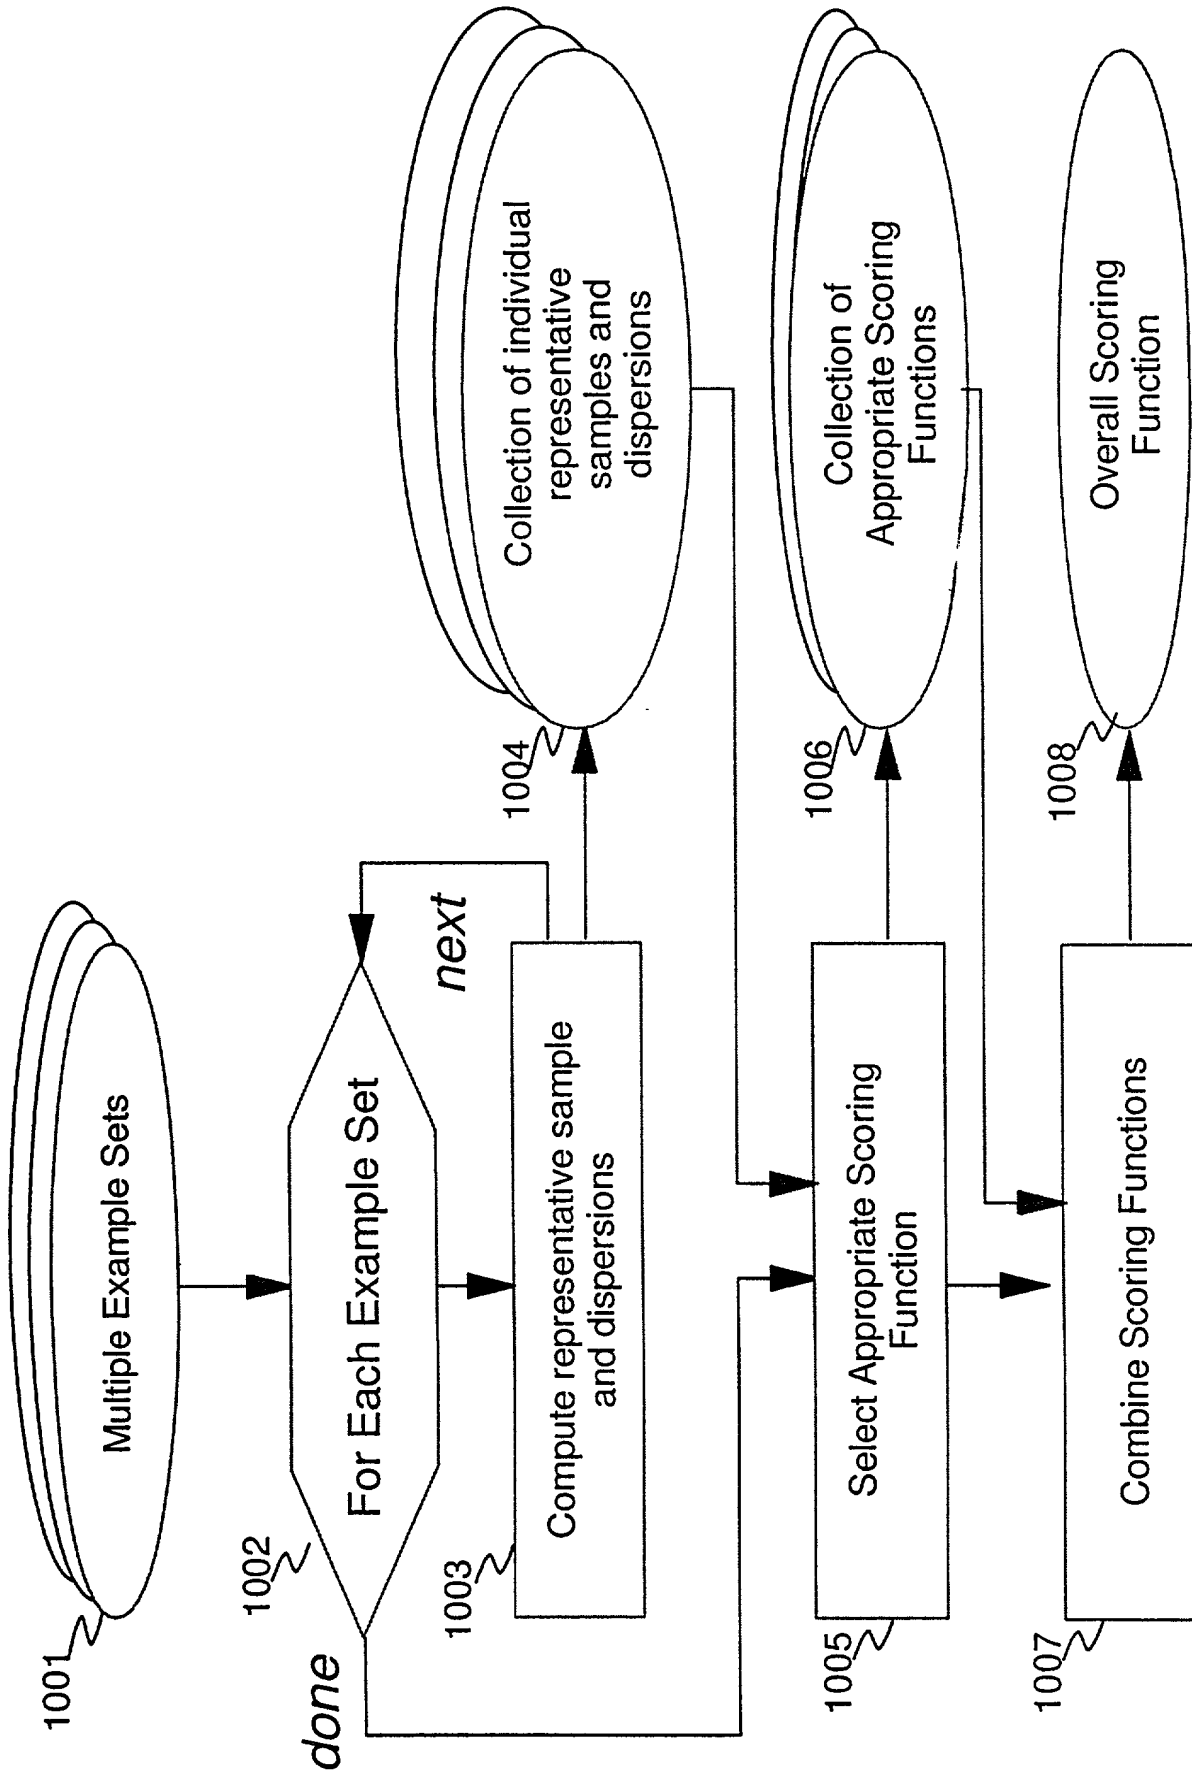 1001
Multiple Example Sets
1002
For Each Example Set
done
next
1003
Compute representative sample
and dispersions
1004
Collection of individual
representative
samples and
dispersions
1005
Select Appropriate Scoring
Function
1006
Collection of
Appropriate Scoring
Functions
1007
Combine Scoring Functions
1008
Overall Scoring
Function